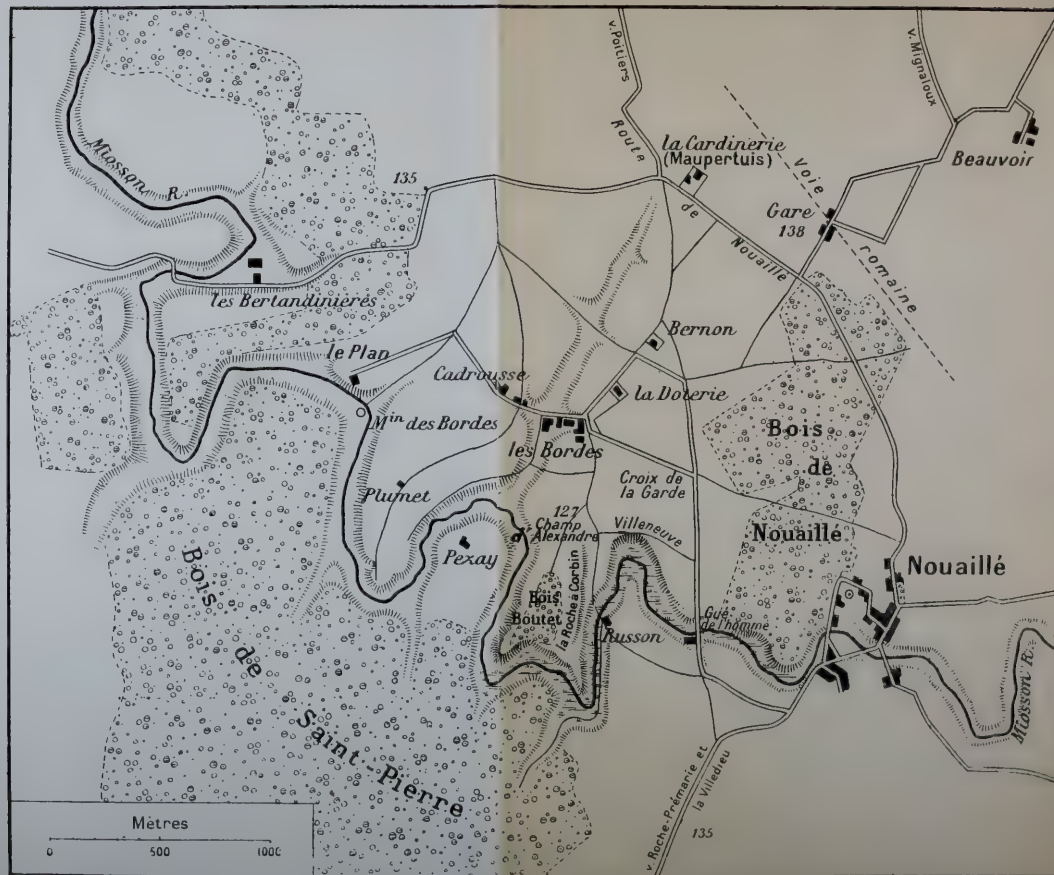 v. Poitiers
v. Mignaloux
Route
de
Nouaillé
Miosson R.
135
la Cardinerie
(Maupertuis)
Beauvoir
Voie
romaine
Gare
138
les Bertandinières
Bernon
le Plan
Cadrousse
la Doterie
Min des Bordes
les Bordes
Bois
de
Nouaillé
Croix de
la Garde
Plumet
127
Champ
Alexandre
Villeneuve
Pexay
Nouaillé
Bois
Boutet
la Roche à Corbin
Gué
de l'homme
Russon
Bois
de
Saint-Pierre
Miosson R.
v. Roche-Prémarie et
la Villedieu
135
Mètres
0 500 1000